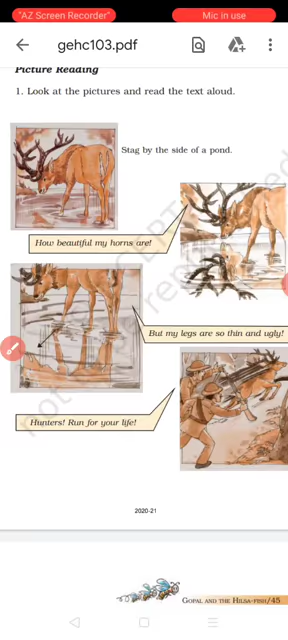 "AZ Screen Recorder"
Mic in use
gehc103.pdf
Picture Reading
1. Look at the pictures and read the text aloud.
Stag by the side of a pond.
How beautiful my horns are!
But my legs are so thin and ugly!
Hunters! Run for your life!
2020-21
GOPAL AND THE HILSA-FISH/45